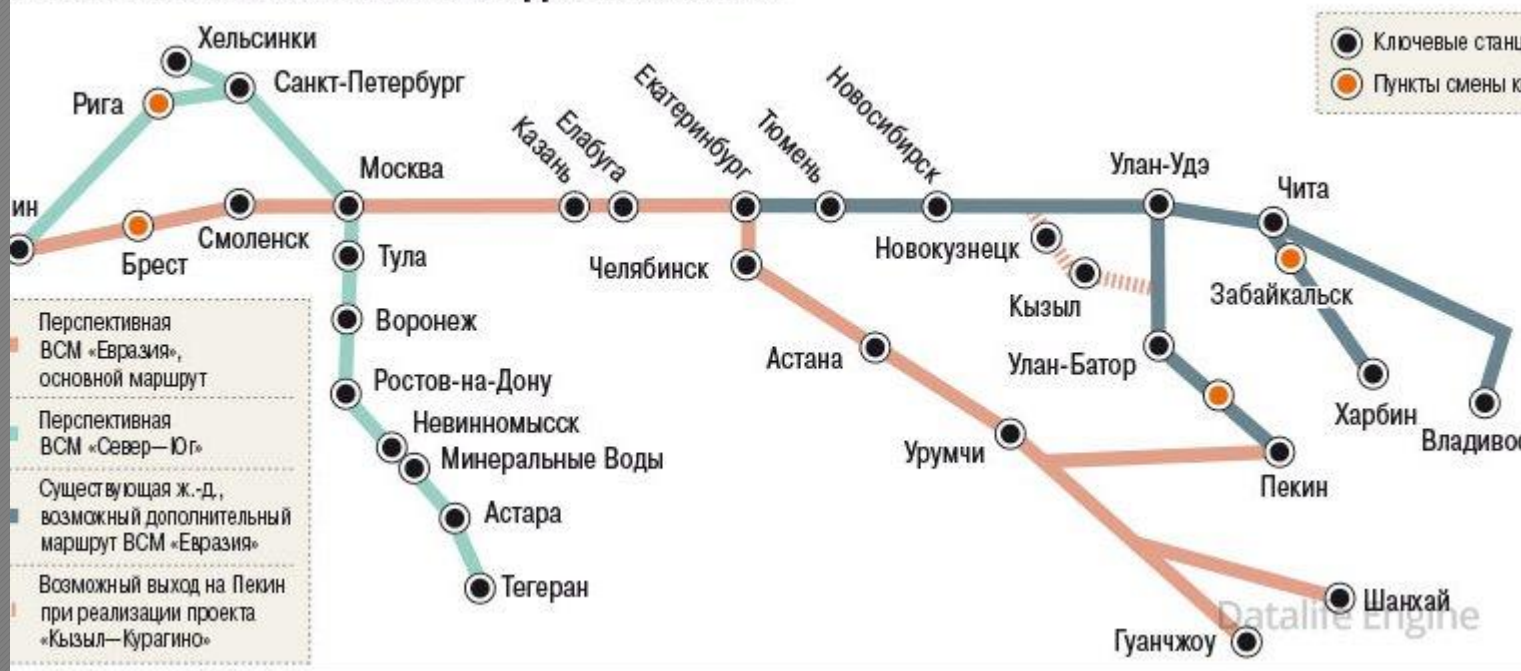 Хельсинки
Санкт-Петербург
Рига
Ключевые
Пункты смены
Екатеринбург
Новосибирск
Елабуга
Казань
Тюмень
Москва
Улан-Удэ
Чита
Смоленск
Брест
Тула
Челябинск
Новокузнецк
Кызыл
Забайкальск
Воронеж
Астана
Улан-Батор
Ростов-на-Дону
Невинномысск
Минеральные Воды
Урумчи
Харбин
Пекин
Астара
Тегеран
Шанхай
Гуанчжоу
Перспективная
ВСМ «Евразия»,
основной маршрут
Перспективная
ВСМ «Север—Юг»
Существующая ж.-д.,
возможный дополнительный
маршрут ВСМ «Евразия»
Возможный выход на Пекин
при реализации проекта
«Кызыл—Курагино»
Datalife Engine